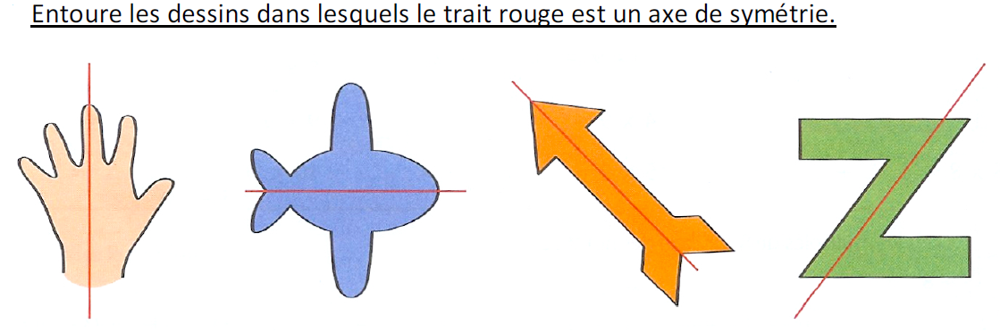 Entoure les dessins dans lesquels le trait rouge est un axe de symétrie.